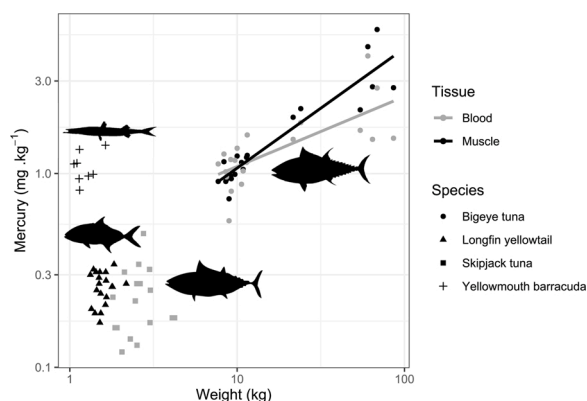 Mercury (mg .kg⁻¹)
3.0
1.0
0.3
0.1
1
10
100
Weight (kg)
Tissue
Blood
Muscle
Species
Bigeye tuna
Longfin yellowtail
Skipjack tuna
Yellowmouth barracuda